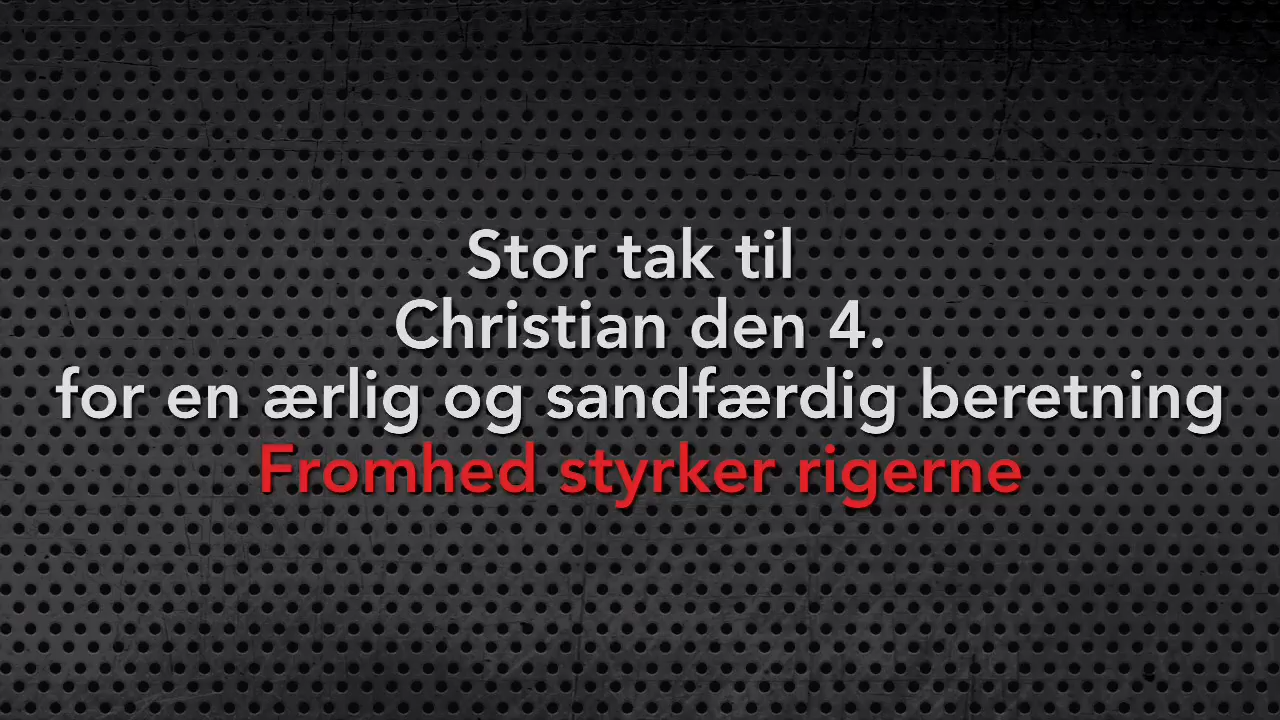 Stor tak til
Christian den 4.
for en ærlig og sandfærdig beretning
Fromhed styrker rigerne